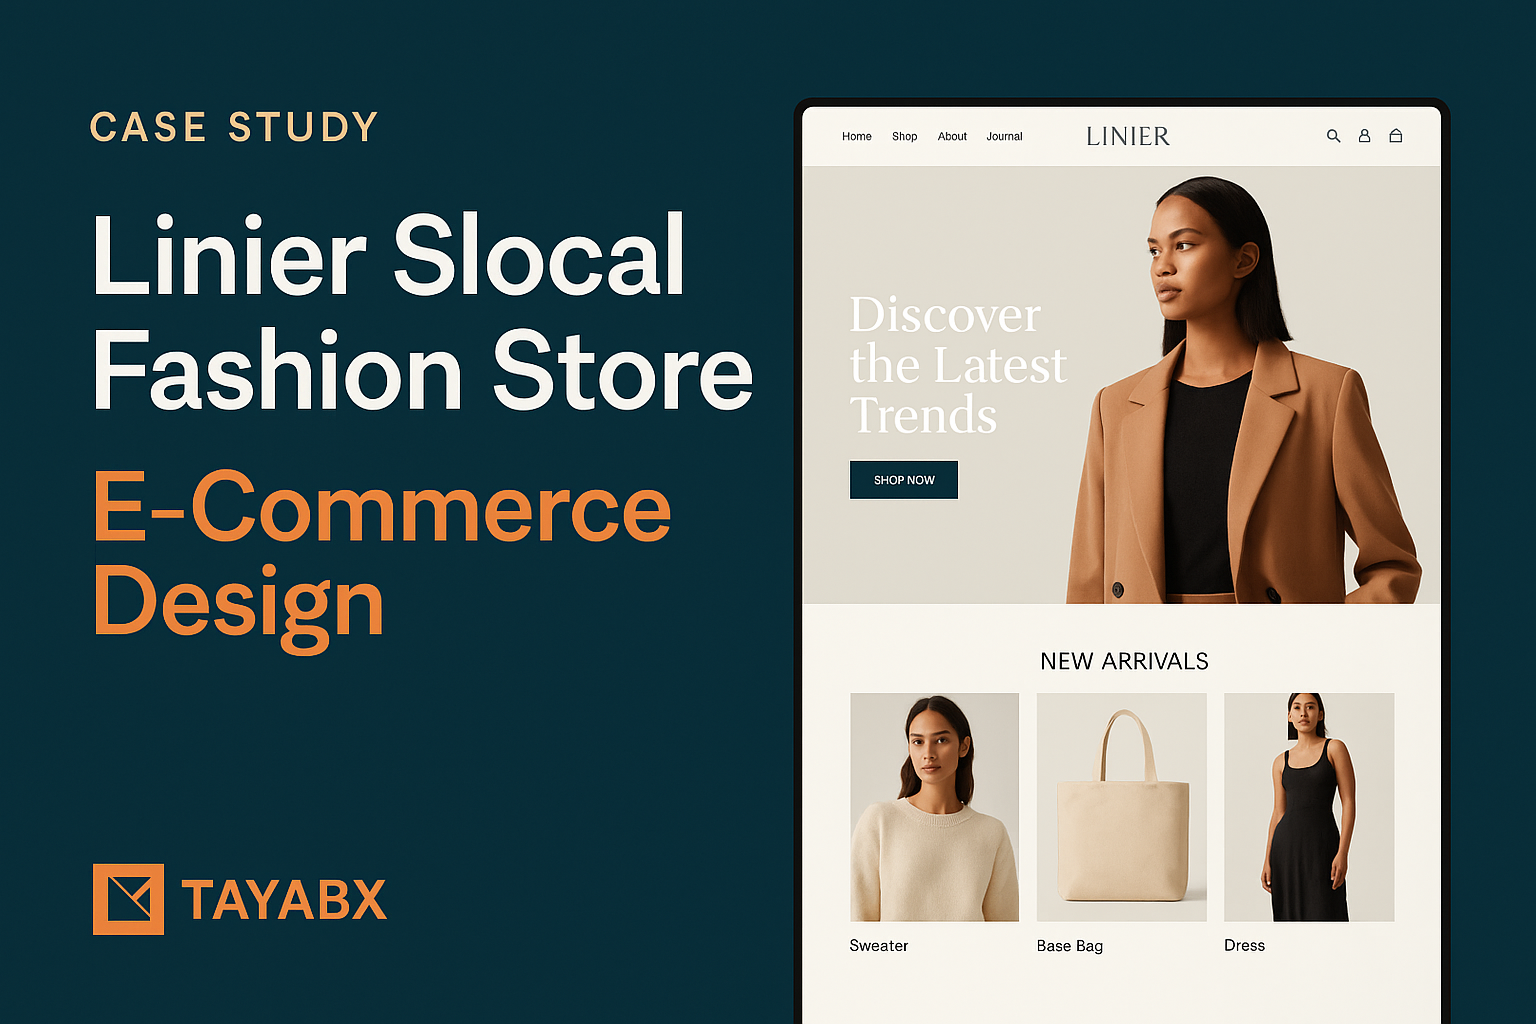 CASE STUDY
Linier Slocal
Fashion Store
E-Commerce
Design
TAYABX
Home Shop About Journal LINIER
Discover
the Latest
Trends
SHOP NOW
NEW ARRIVALS
Sweater Base Bag Dress